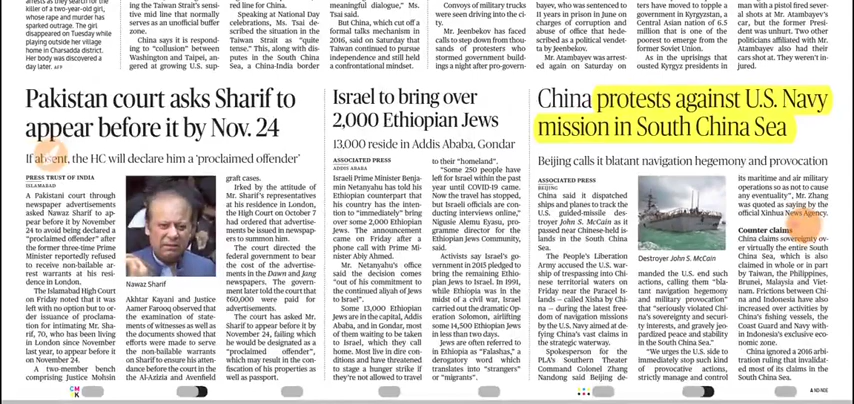 arrests as they search for the
killer of a two-year-old girl,
whose rape and murder has
sparked outrage. The girl
disappeared on Tuesday while
playing outside her village
home in Charsadda district.
Her body was discovered a
day later. AFP
ing the Taiwan Strait's sensi-
tive mid line that normally
serves as an unofficial buffer
zone.
China says it is respond-
ing to "collusion" between
Washington and Taipei, an-
gered at growing U.S. sup-
red line for China.
Speaking at National Day
celebrations, Ms. Tsai de-
scribed the situation in the
Taiwan Strait as "quite
tense." This, along with dis-
putes in the South China
Sea, a China-India border
meaningful dialogue," Ms.
Tsai said.
But China, which cut off a
formal talks mechanism in
2016, said on Saturday that
Taiwan continued to pursue
independence and still held
a confrontational mindset.
Convoys of military trucks
were seen driving into the ci-
ty.
Mr. Jeenbekov has faced
calls to step down from thou-
sands of protesters who
stormed government build-
ings a night after pro-govern-
bayev, who was sentenced to
11 years in prison in June on
charges of corruption and
abuse of office that he de-
scribed as a political vendet-
ta by Jeenbekov.
Mr. Atambayev was arrest-
ed again on Saturday on
ers have moved to topple a
government in Kyrgyzstan, a
Central Asian nation of 6.5
million that is one of the
poorest to emerge from the
former Soviet Union.
As in the uprisings that
ousted Kyrgyz presidents in
man with a pistol fired sever-
al shots at Mr. Atambayev's
car, but the former Presi-
dent was unhurt. Two other
politicians affiliated with Mr.
Atambayev also had their
cars shot at. They weren't in-
jured.
Pakistan court asks Sharif to
appear before it by Nov. 24
If absent, the HC will declare him a 'proclaimed offender'
PRESS TRUST OF INDIA
ISLAMABAD
A Pakistani court through
newspaper advertisements
asked Nawaz Sharif to ap-
pear before it by November
24 to avoid being declared a
"proclaimed offender" after
the former three-time Prime
Minister reportedly refused
to receive non-bailable ar-
rest warrants at his resi-
dence in London.
The Islamabad High Court
on Friday noted that it was
left with no option but to or-
der issuance of proclama-
tion for intimating Mr. Sha-
rif, 70, who has been living
in London since November
last year, to appear before it
on November 24.
A two-member bench
comprising Justice Mohsin
Nawaz Sharif
Akhtar Kayani and Justice
Aamer Farooq observed that
the examination of state-
ments of witnesses as well as
the documents showed that
efforts were made to serve
the non-bailable warrants
on Sharif to ensure his atten-
dance before the court in the
the Al-Azizia and Avenfield
graft cases.
Irked by the attempt of
Mr. Sharif's representatives
at his residence in London,
the High Court on October 7
had ordered that advertise-
ments be issued in newspap-
ers to summon him.
The court directed the
federal government to bear
the cost of the advertise-
ments in the Dawn and Jang
newspapers. The govern-
ment later told the court that
₹60,000 were paid for
advertisements.
The court has asked Mr.
Sharif to appear before it by
November 24, failing which
he would be designated as a
"proclaimed offender",
which may result in the con-
fiscation of his properties as
well as passport.
Israel to bring over
2,000 Ethiopian Jews
13,000 reside in Addis Ababa, Gondar
ASSOCIATED PRESS
ADDIS ABABA
Israeli Prime Minister Benja-
min Netanyahu has told his
Ethiopian counterpart that
his country has the inten-
tion to "immediately" bring
over some 2,000 Ethiopian
Jews. The announcement
came on Friday after a
phone call with Prime Mi-
nister Abiy Ahmed.
Mr. Netanyahu's office
said the decision comes
"out of his commitment to
the continued aliyah of Jews
to Israel".
Some 13,000 Ethiopian
Jews are in the capital, Addis
Ababa, and in Gondar, most
of them waiting to be taken
to Israel, which they call
home. Most live in dire con-
ditions and have threatened
to stage a hunger strike if
they're not allowed to travel
to their "homeland".
"Some 250 people have
left for Israel within the past
year until COVID-19 came.
Now the travel has stopped,
but Israeli officials are con-
ducting interviews online,"
Nigusie Alemu Eyasu, pro-
gramme director for the
Ethiopian Jews Community,
said.
Activists say Israel's go-
vernment in 2015 pledged to
bring the remaining Ethio-
pian Jews to Israel. In 1991,
while Ethiopia was in the
midst of a civil war, Israel
carried out the dramatic Op-
eration Solomon, airlifting
some 14,500 Ethiopian Jews
in less than two days.
Jews are often referred to
in Ethiopia as "Falashas," a
derogatory word which
translates into "strangers"
or "migrants".
China protests against U.S. Navy
mission in South China Sea
Beijing calls it blatant navigation hegemony and provocation
ASSOCIATED PRESS
BEIJING
China said it dispatched
ships and planes to track the
U.S. guided-missile des-
troyer John S. McCain as it
passed near Chinese-held is-
lands in the South China
Sea.
The People's Liberation
Army accused the U.S. war-
ship of trespassing into Chi-
nese territorial waters on
Friday near the Paracel Is-
lands — called Xisha by Chi-
na — during the latest free-
dom of navigation missions
by the U.S. Navy aimed at de-
fying China's vast claims in
the strategic waterway.
Spokesperson for the
PLA's Southern Theater
Command Colonel Zhang
Nandong said Beijing de-
Destroyer John S. McCain
manded the U.S. end such
actions, calling them "bla-
tant navigation hegemony
and military provocation"
that "seriously violated Chi-
na's sovereignty and securi-
ty interests, and gravely jeo-
pardized peace and stability
in the South China Sea."
"We urges the U.S. side to
immediately stop such kind
of provocative actions,
strictly manage and control
its maritime and air military
operations so as not to cause
any eventuality", Mr. Zhang
was quoted as saying by the
official Xinhua News Agency.
Counter claims
China claims sovereignty ov-
er virtually the entire South
China Sea, which is also
claimed in whole or in part
by Taiwan, the Philippines,
Brunei, Malaysia and Viet-
nam. Frictions between Chi-
na and Indonesia have also
increased over activities by
China's fishing vessels, the
Coast Guard and Navy with-
in Indonesia's exclusive eco-
nomic zone.
China ignored a 2016 arbi-
tration ruling that invalidat-
ed most of its claims in the
South China Sea.
CM
YK
A ND-NDE